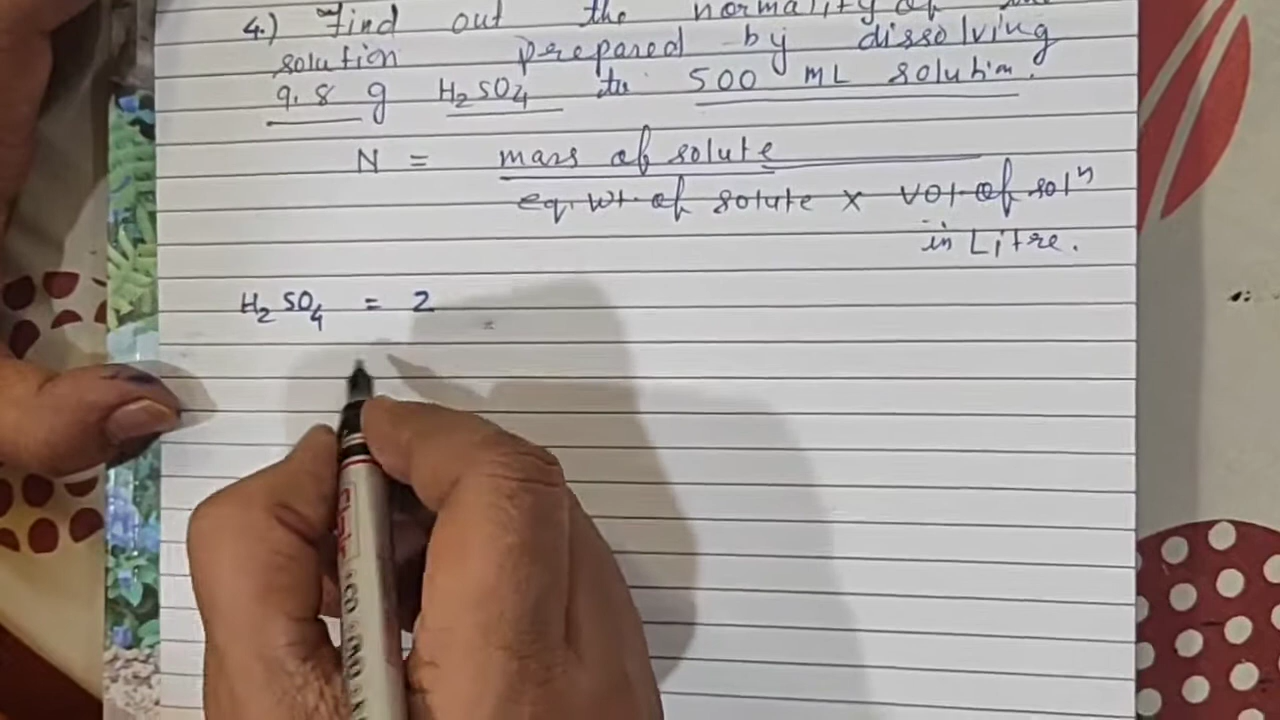 4.) Find out the normality of
solution prepared by dissolving
9.8 g H₂SO₄ to 500 mL solution.
N = mass of solute
eq. wt. of solute x vol. of solⁿ
in Litre.
H₂SO₄ = 2